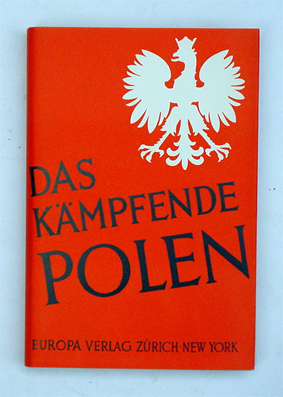 DAS
KÄMPFENDE
POLEN
EUROPA VERLAG ZÜRICH·NEW YORK